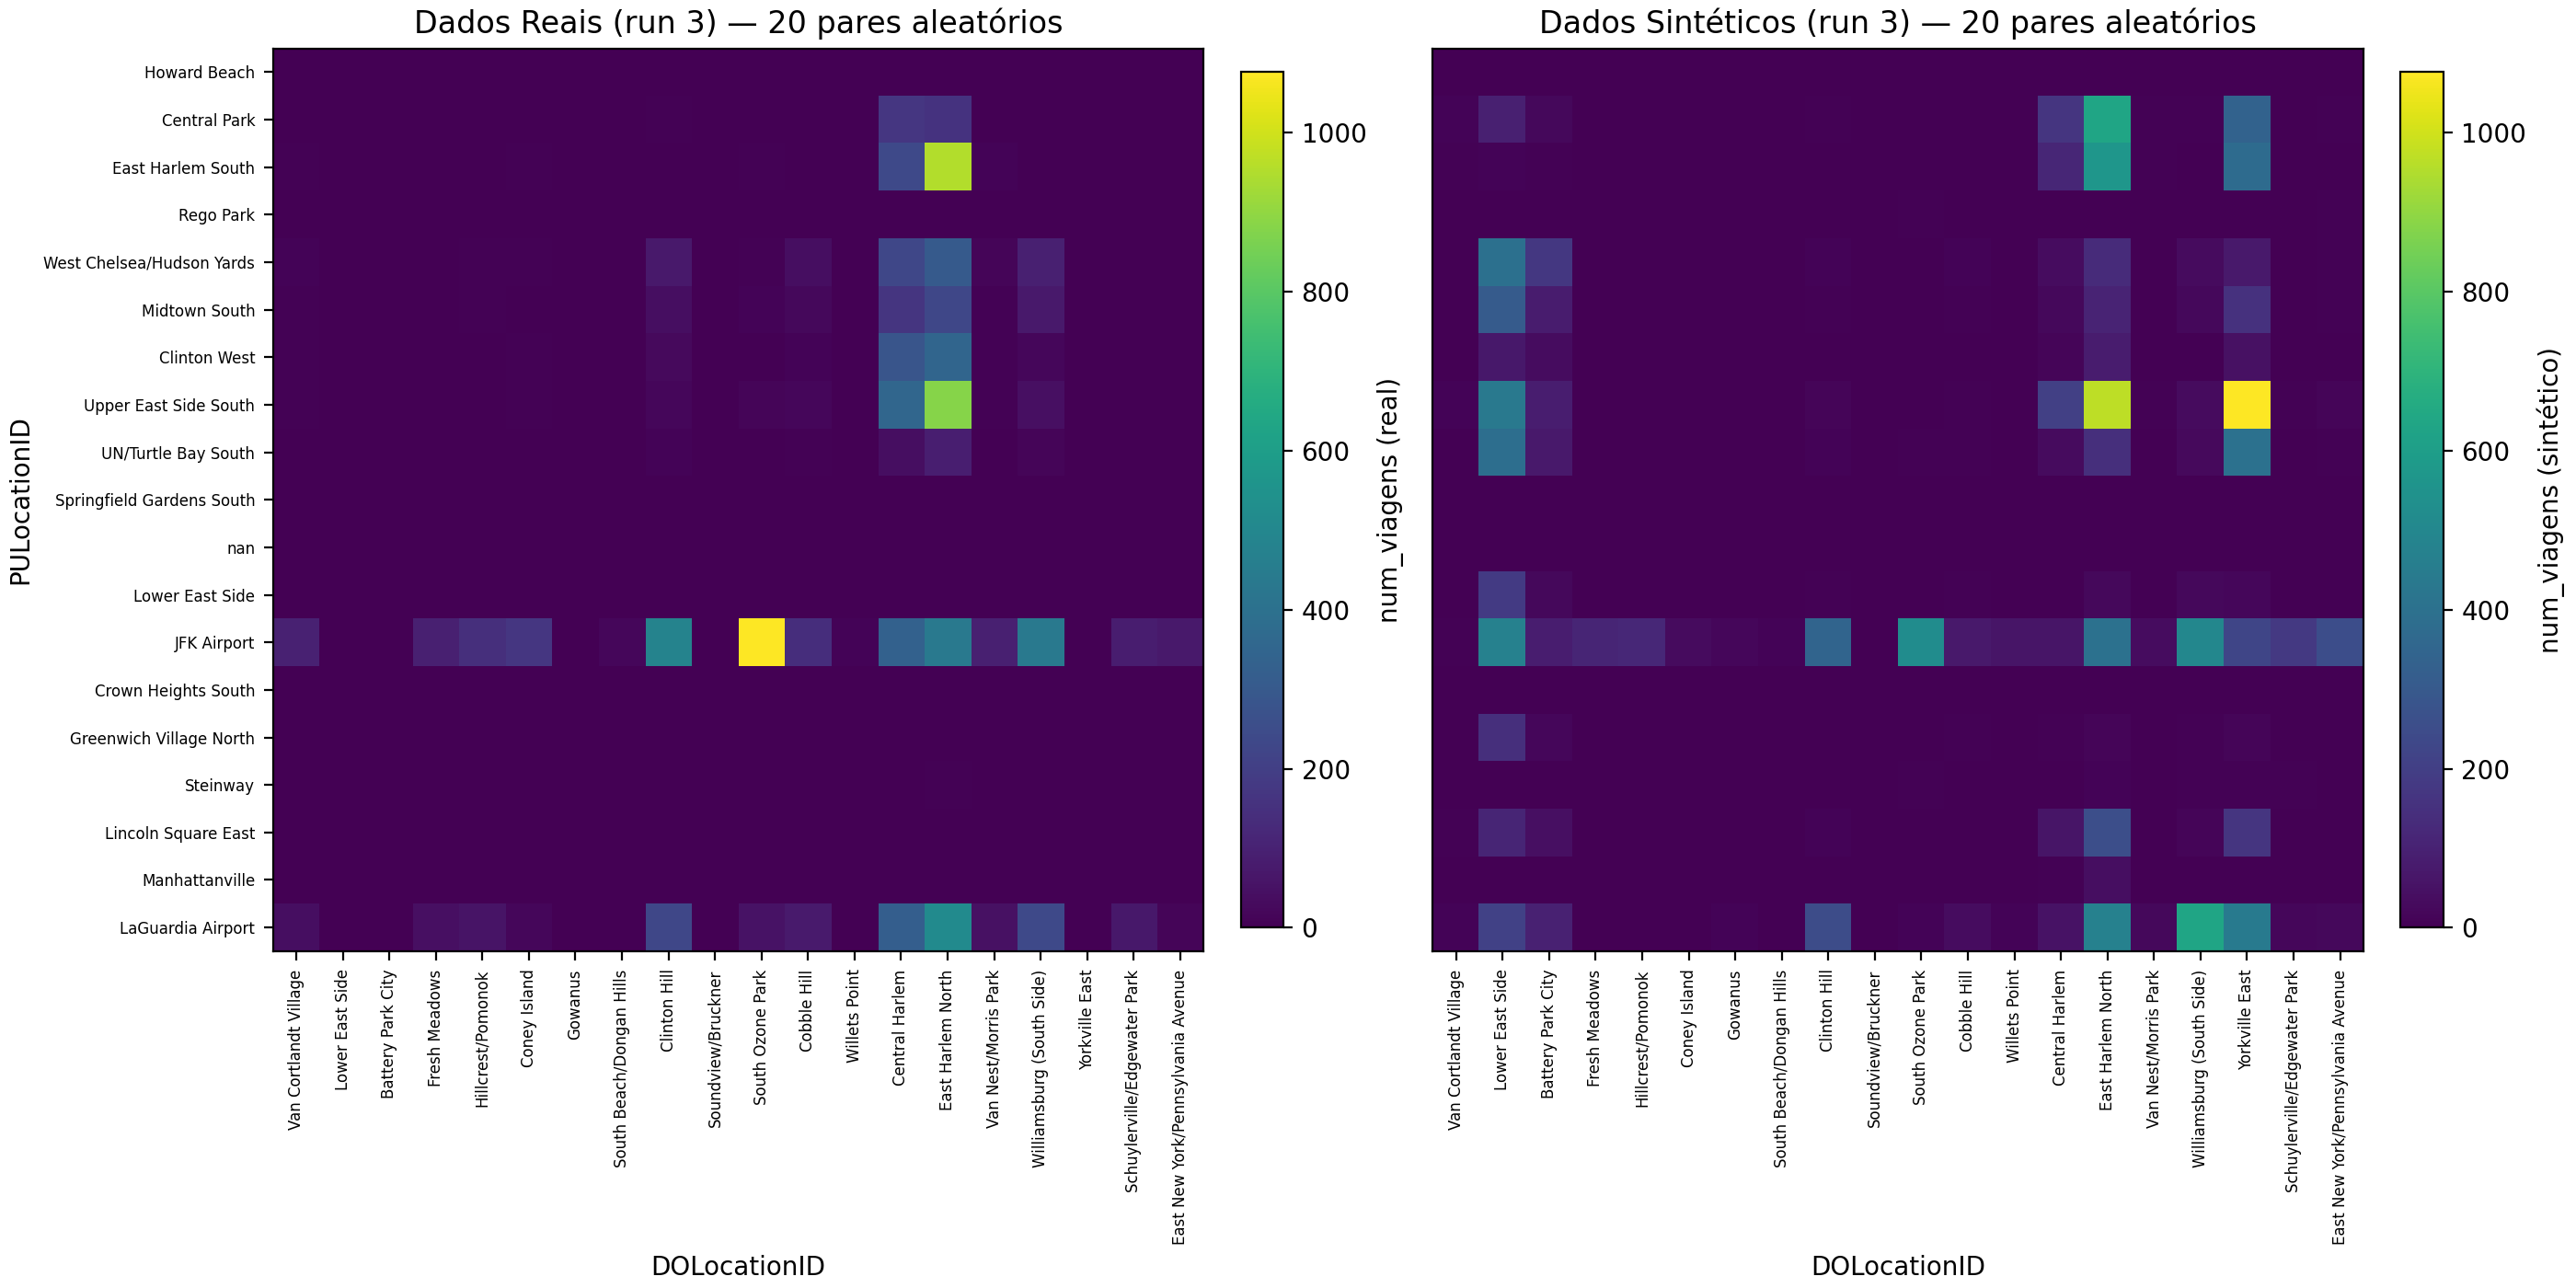 Dados Reais (run 3) — 20 pares aleatórios
PULocationID
Howard Beach
Central Park
East Harlem South
Rego Park
West Chelsea/Hudson Yards
Midtown South
Clinton West
Upper East Side South
UN/Turtle Bay South
Springfield Gardens South
nan
Lower East Side
JFK Airport
Crown Heights South
Greenwich Village North
Steinway
Lincoln Square East
Manhattanville
LaGuardia Airport
Van Cortlandt Village
Lower East Side
Battery Park City
Fresh Meadows
Hillcrest/Pomonok
Coney Island
Gowanus
South Beach/Dongan Hills
Clinton Hill
Soundview/Bruckner
South Ozone Park
Cobble Hill
Willets Point
Central Harlem
East Harlem North
Van Nest/Morris Park
Williamsburg (South Side)
Yorkville East
Schuylerville/Edgewater Park
East New York/Pennsylvania Avenue
DOLocationID
1000
800
600
400
200
0
num_viagens (real)
Dados Sintéticos (run 3) — 20 pares aleatórios
Van Cortlandt Village
Lower East Side
Battery Park City
Fresh Meadows
Hillcrest/Pomonok
Coney Island
Gowanus
South Beach/Dongan Hills
Clinton Hill
Soundview/Bruckner
South Ozone Park
Cobble Hill
Willets Point
Central Harlem
East Harlem North
Van Nest/Morris Park
Williamsburg (South Side)
Yorkville East
Schuylerville/Edgewater Park
East New York/Pennsylvania Avenue
DOLocationID
1000
800
600
400
200
0
num_viagens (sintético)